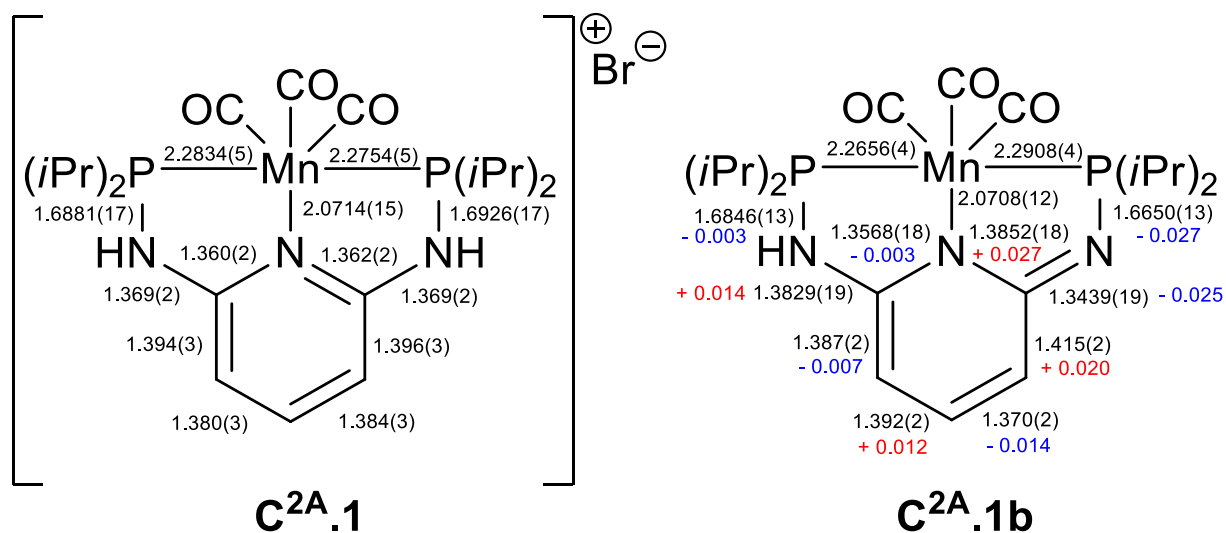 CO
OC CO
⊕ Br ⊖
2.2834(5) 2.2754(5)
(iPr)₂P Mn P(iPr)₂
2.0714(15)
1.6881(17) 1.6926(17)
HN 1.360(2) N 1.362(2) NH
1.369(2) 1.369(2)
1.394(3) 1.396(3)
1.380(3) 1.384(3)
C²ᴬ.1
CO
OC CO
2.2656(4) 2.2908(4)
(iPr)₂P Mn P(iPr)₂
2.0708(12)
1.6846(13) 1.6650(13)
- 0.003 1.3568(18) 1.3852(18) - 0.027
HN - 0.003 N + 0.027 N
+ 0.014 1.3829(19) 1.3439(19) - 0.025
1.387(2) 1.415(2)
- 0.007 + 0.020
1.392(2) 1.370(2)
+ 0.012 - 0.014
C²ᴬ.1b